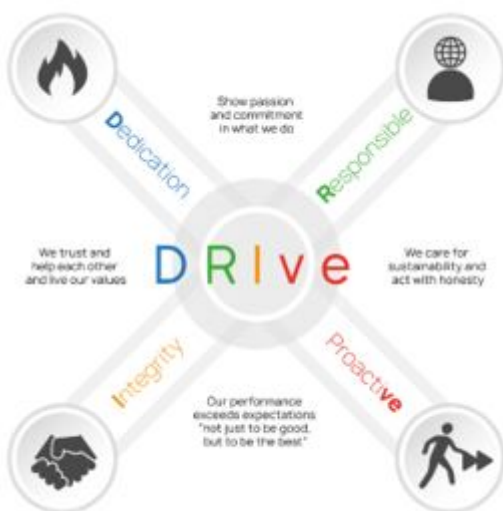 Show passion
and commitment
in what we do
Dedication
Responsible
We trust and
help each other
and live our values
DRIve
We care for
sustainability and
act with honesty
Integrity
Proactive
Our performance
exceeds expectations
"not just to be good,
but to be the best"